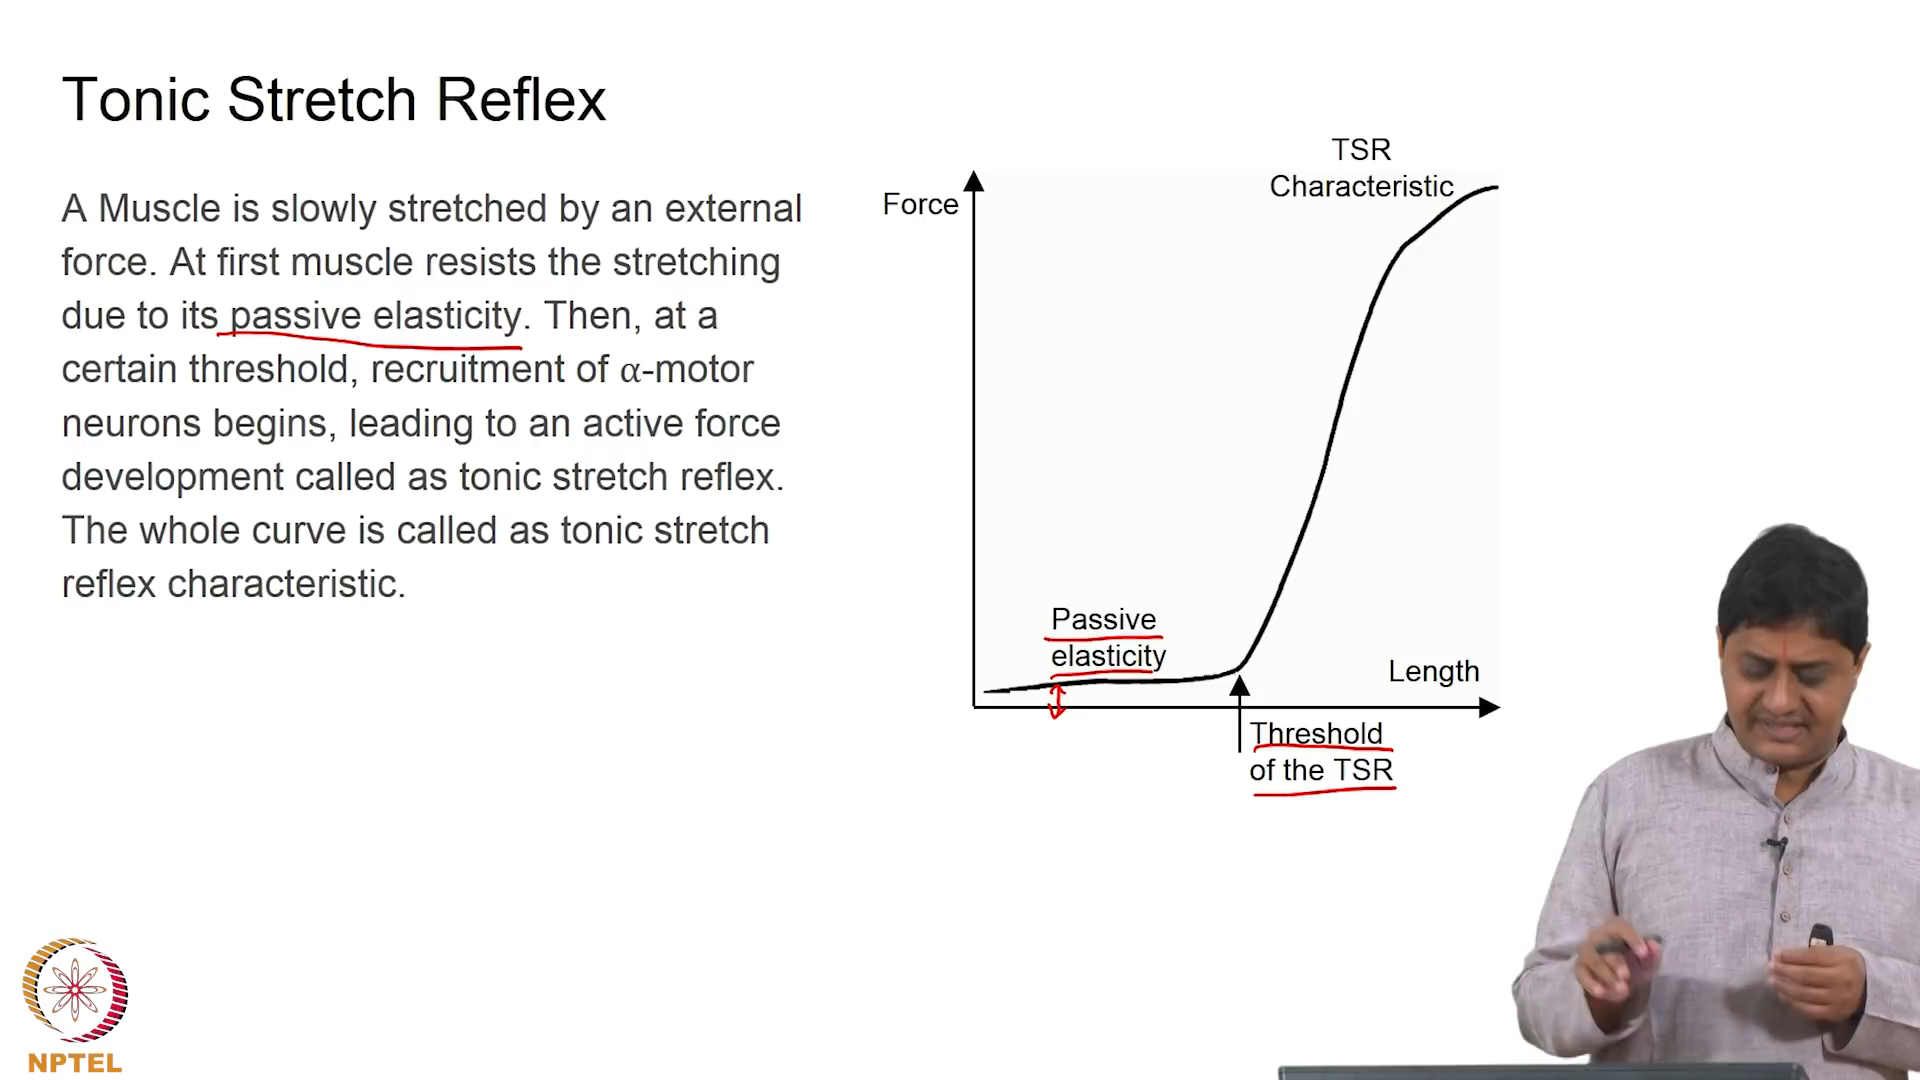 Tonic Stretch Reflex
A Muscle is slowly stretched by an external
force. At first muscle resists the stretching
due to its passive elasticity. Then, at a
certain threshold, recruitment of α-motor
neurons begins, leading to an active force
development called as tonic stretch reflex.
The whole curve is called as tonic stretch
reflex characteristic.
TSR
Characteristic
Force
Passive
elasticity
Length
Threshold
of the TSR
NPTEL